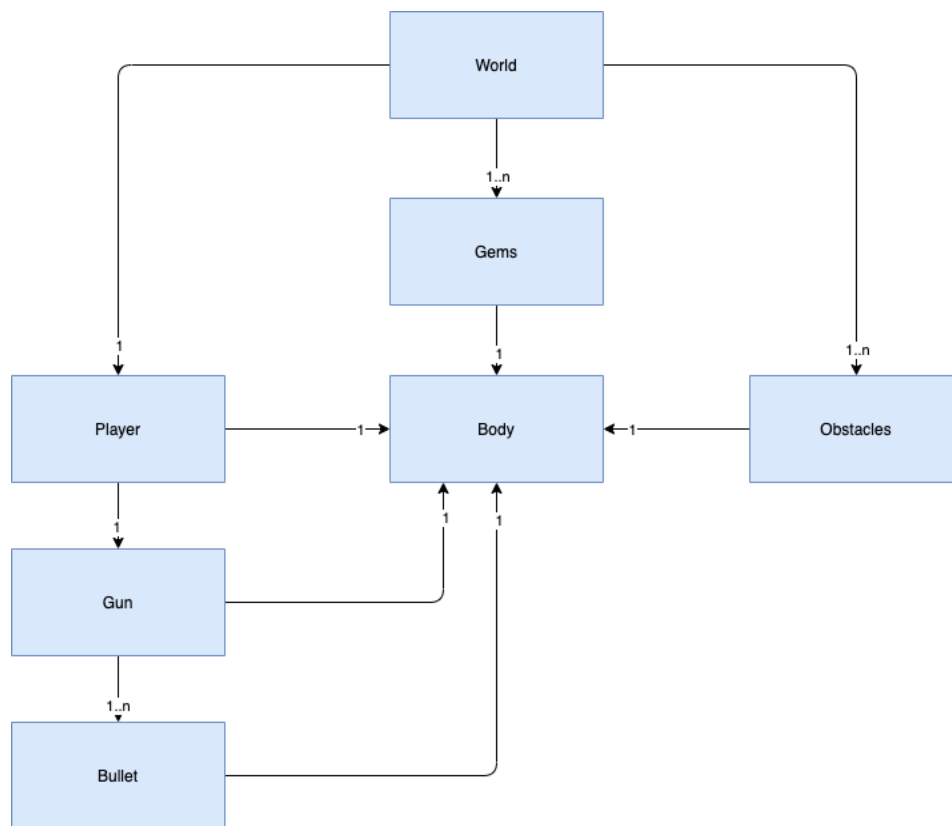 World
1..n
Gems
1
1
1..n
Player
1
Body
1
Obstacles
1
1
1
Gun
1..n
Bullet